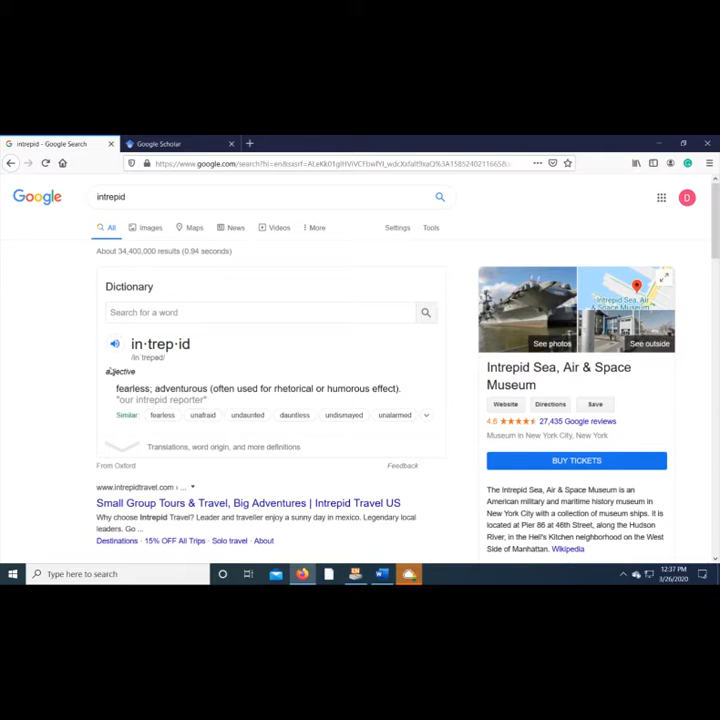 intrepid - Google Search
Google Scholar
Google
intrepid
D
All
Images
Maps
News
Videos
More
Settings
Tools
About 34,400,000 results (0.94 seconds)
Dictionary
Search for a word
in·trep·id
/inˈtrepəd/
adjective
fearless; adventurous (often used for rhetorical or humorous effect).
"our intrepid reporter"
Similar
fearless
unafraid
undaunted
dauntless
undismayed
unalarmed
Translations, word origin, and more definitions
From Oxford
Feedback
www.intrepidtravel.com › ...
Small Group Tours & Travel, Big Adventures | Intrepid Travel US
Why choose Intrepid Travel? Leader and traveller enjoy a sunny day in mexico. Legendary local
leaders. Go ...
Destinations · 15% OFF All Trips · Solo travel · About
Intrepid Sea, Air
& Space Museum
See photos
See outside
Intrepid Sea, Air & Space
Museum
Website
Directions
Save
4.6
27,435 Google reviews
Museum in New York City, New York
BUY TICKETS
The Intrepid Sea, Air & Space Museum is an
American military and maritime history museum in
New York City with a collection of museum ships. It is
located at Pier 86 at 46th Street, along the Hudson
River, in the Hell's Kitchen neighborhood on the West
Side of Manhattan. Wikipedia
Type here to search
12:37 PM
3/26/2020